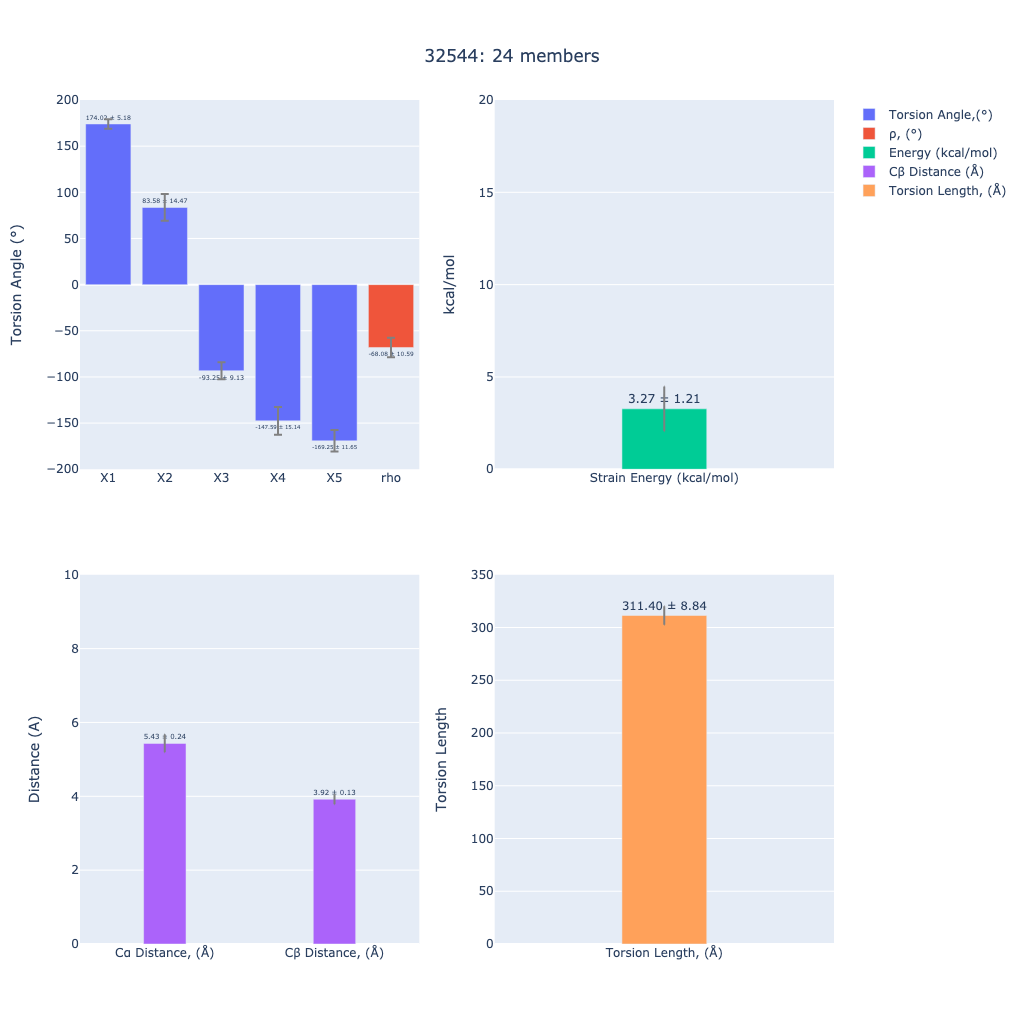 32544: 24 members
Torsion Angle (°)
200
150
100
50
0
−50
−100
−150
−200
174.02 ± 5.18
83.58 ± 14.47
-93.25 ± 9.13
-147.59 ± 15.14
-169.25 ± 11.65
-68.08 ± 10.59
X1 X2 X3 X4 X5 rho
kcal/mol
20
15
10
5
0
3.27 ± 1.21
Strain Energy (kcal/mol)
Torsion Angle,(°)
ρ, (°)
Energy (kcal/mol)
Cβ Distance (Å)
Torsion Length, (Å)
Distance (A)
10
8
6
4
2
0
5.43 ± 0.24
3.92 ± 0.13
Cα Distance, (Å) Cβ Distance, (Å)
Torsion Length
350
300
250
200
150
100
50
0
311.40 ± 8.84
Torsion Length, (Å)